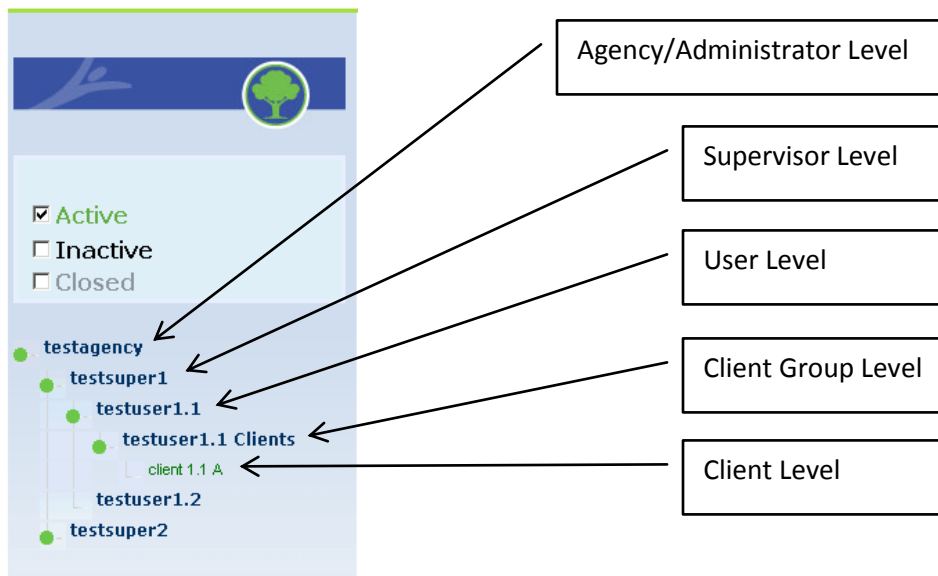 Agency/Administrator Level
Supervisor Level
Active
Inactive
User Level
Closed
testagency
testsuper1
Client Group Level
testuser1.1
testuser1.1 Clients
client 1.1 A
Client Level
testuser1.2
testsuper2